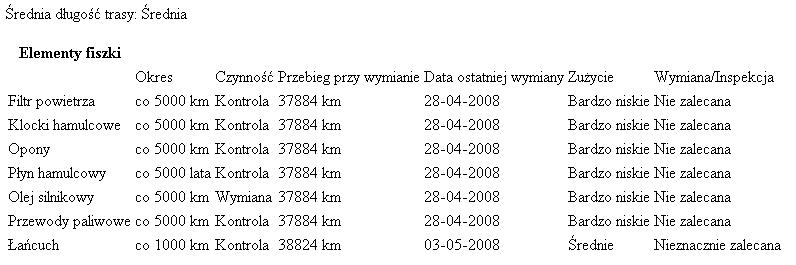 Średnia długość trasy: Średnia
Elementy fiszki
Okres Czynność Przebieg przy wymianie Data ostatniej wymiany Zużycie Wymiana/Inspekcja
Filtr powietrza co 5000 km Kontrola 37884 km 28-04-2008 Bardzo niskie Nie zalecana
Klocki hamulcowe co 5000 km Kontrola 37884 km 28-04-2008 Bardzo niskie Nie zalecana
Opony co 5000 km Kontrola 37884 km 28-04-2008 Bardzo niskie Nie zalecana
Płyn hamulcowy co 5000 lata Kontrola 37884 km 28-04-2008 Bardzo niskie Nie zalecana
Olej silnikowy co 5000 km Wymiana 37884 km 28-04-2008 Bardzo niskie Nie zalecana
Przewody paliwowe co 5000 km Kontrola 37884 km 28-04-2008 Bardzo niskie Nie zalecana
Łańcuch co 1000 km Kontrola 38824 km 03-05-2008 Średnie Nieznacznie zalecana